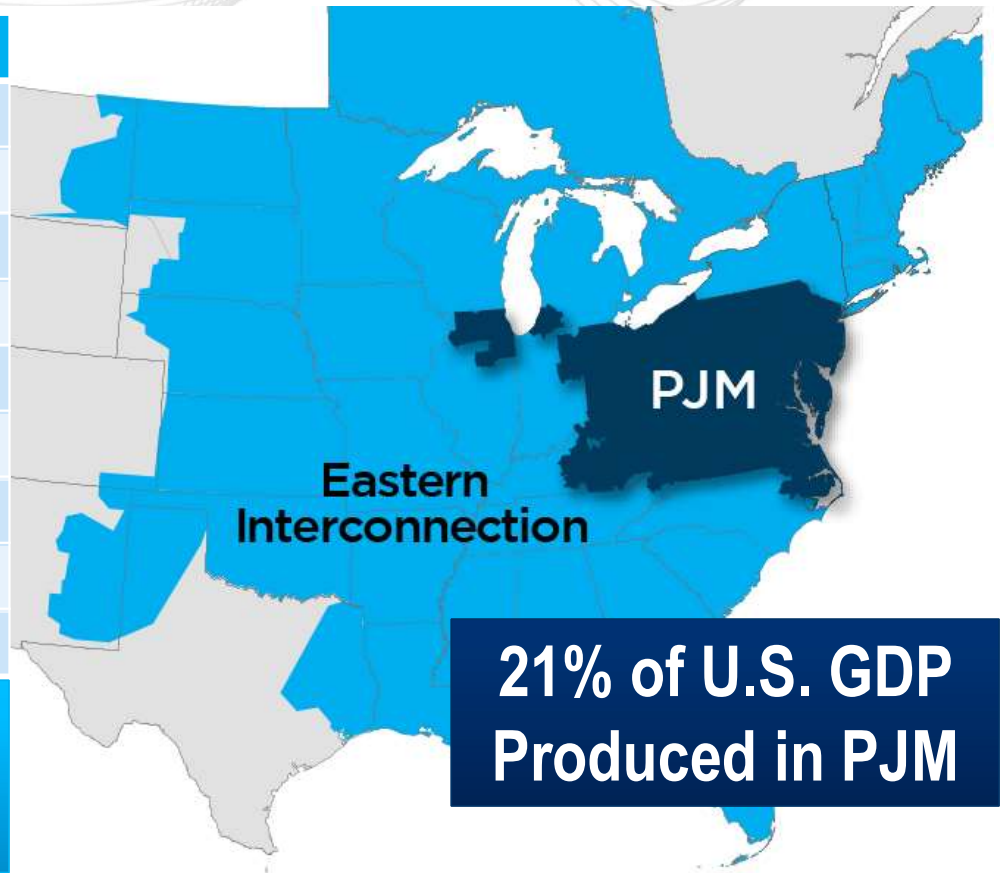 PJM
Eastern
Interconnection
21% of U.S. GDP
Produced in PJM